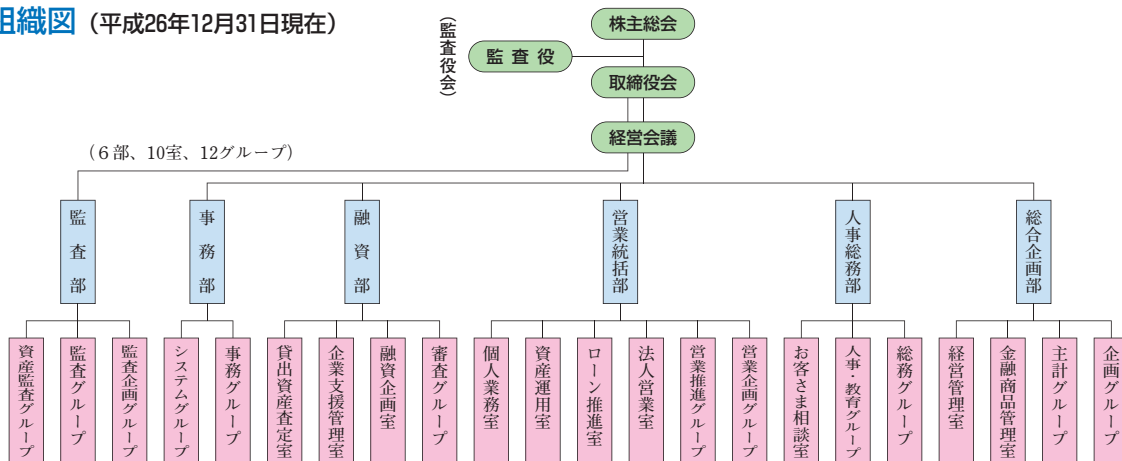 組織図（平成26年12月31日現在）
（監査役会）
株主総会
監査役
取締役会
経営会議
（６部、10室、12グループ）
監査部
事務部
融資部
営業統括部
人事総務部
総合企画部
資産監査グループ
監査グループ
監査企画グループ
システムグループ
事務グループ
貸出資産査定室
企業支援管理室
融資企画室
審査グループ
個人業務室
資産運用室
ローン推進室
法人営業室
営業推進グループ
営業企画グループ
お客さま相談室
人事・教育グループ
総務グループ
経営管理室
金融商品管理室
主計グループ
企画グループ